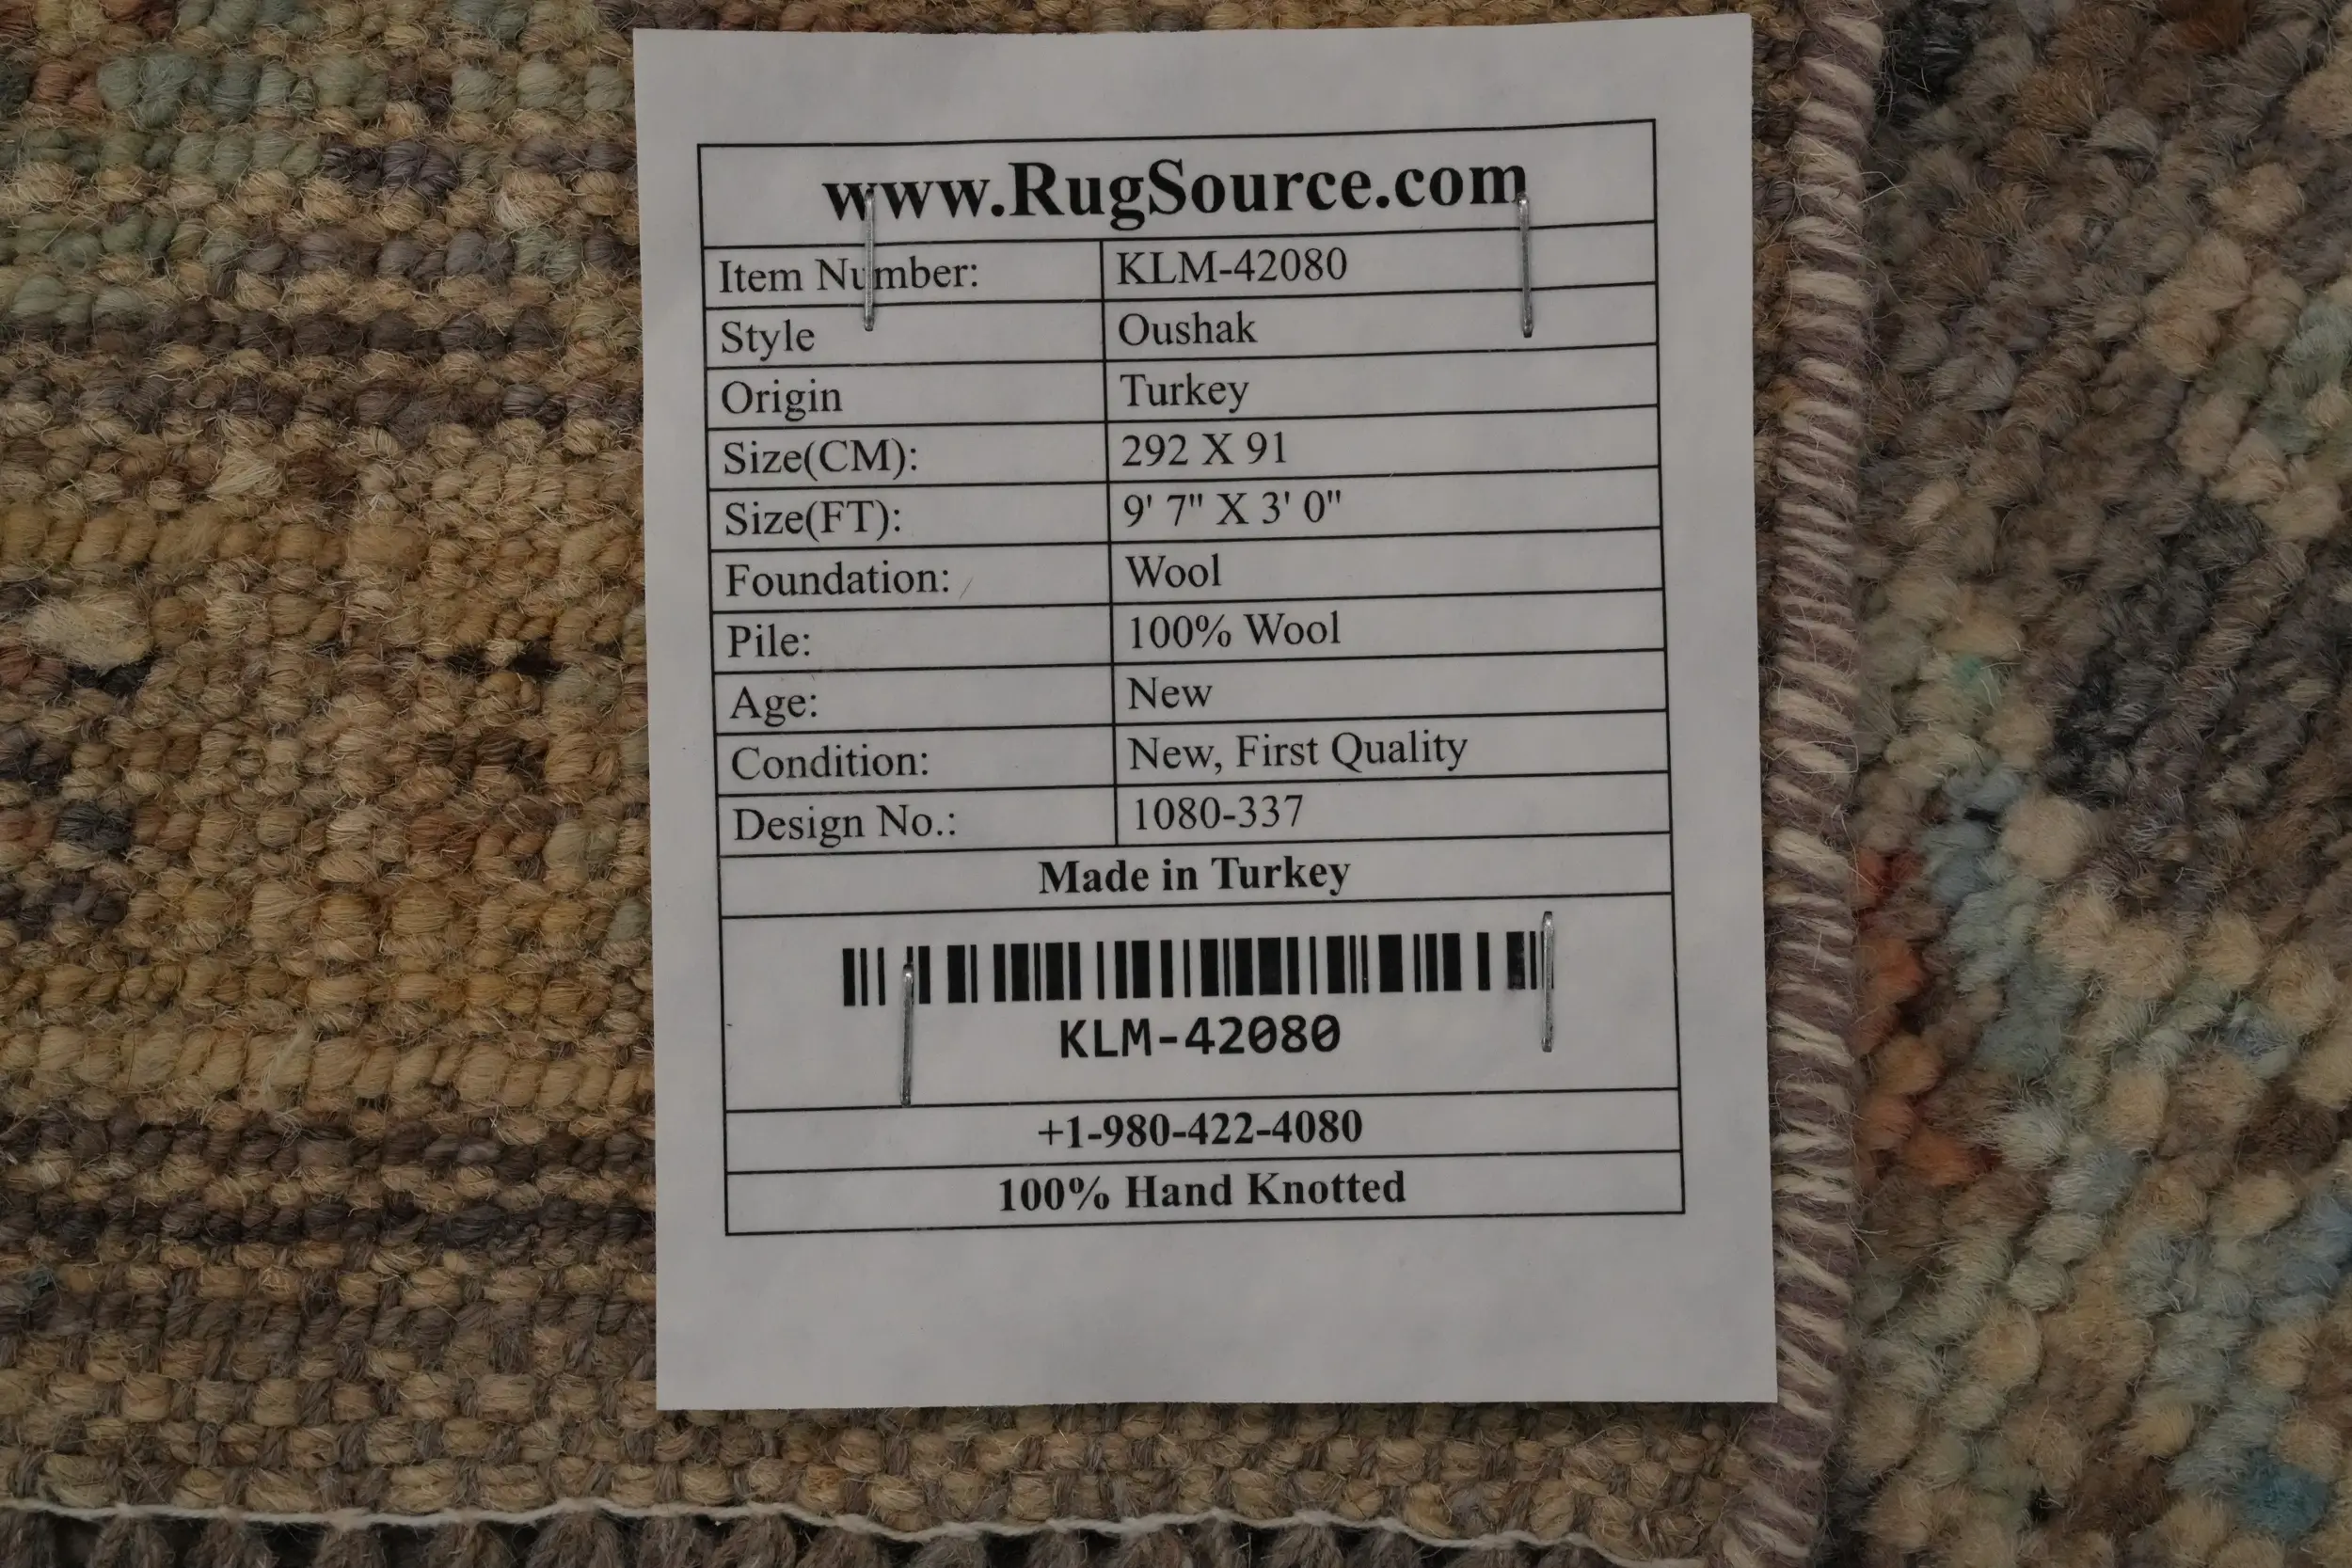 www.RugSource.com
Item Number: KLM-42080
Style Oushak
Origin Turkey
Size(CM): 292 X 91
Size(FT): 9' 7" X 3' 0"
Foundation: Wool
Pile: 100% Wool
Age: New
Condition: New, First Quality
Design No.: 1080-337
Made in Turkey
KLM-42080
+1-980-422-4080
100% Hand Knotted